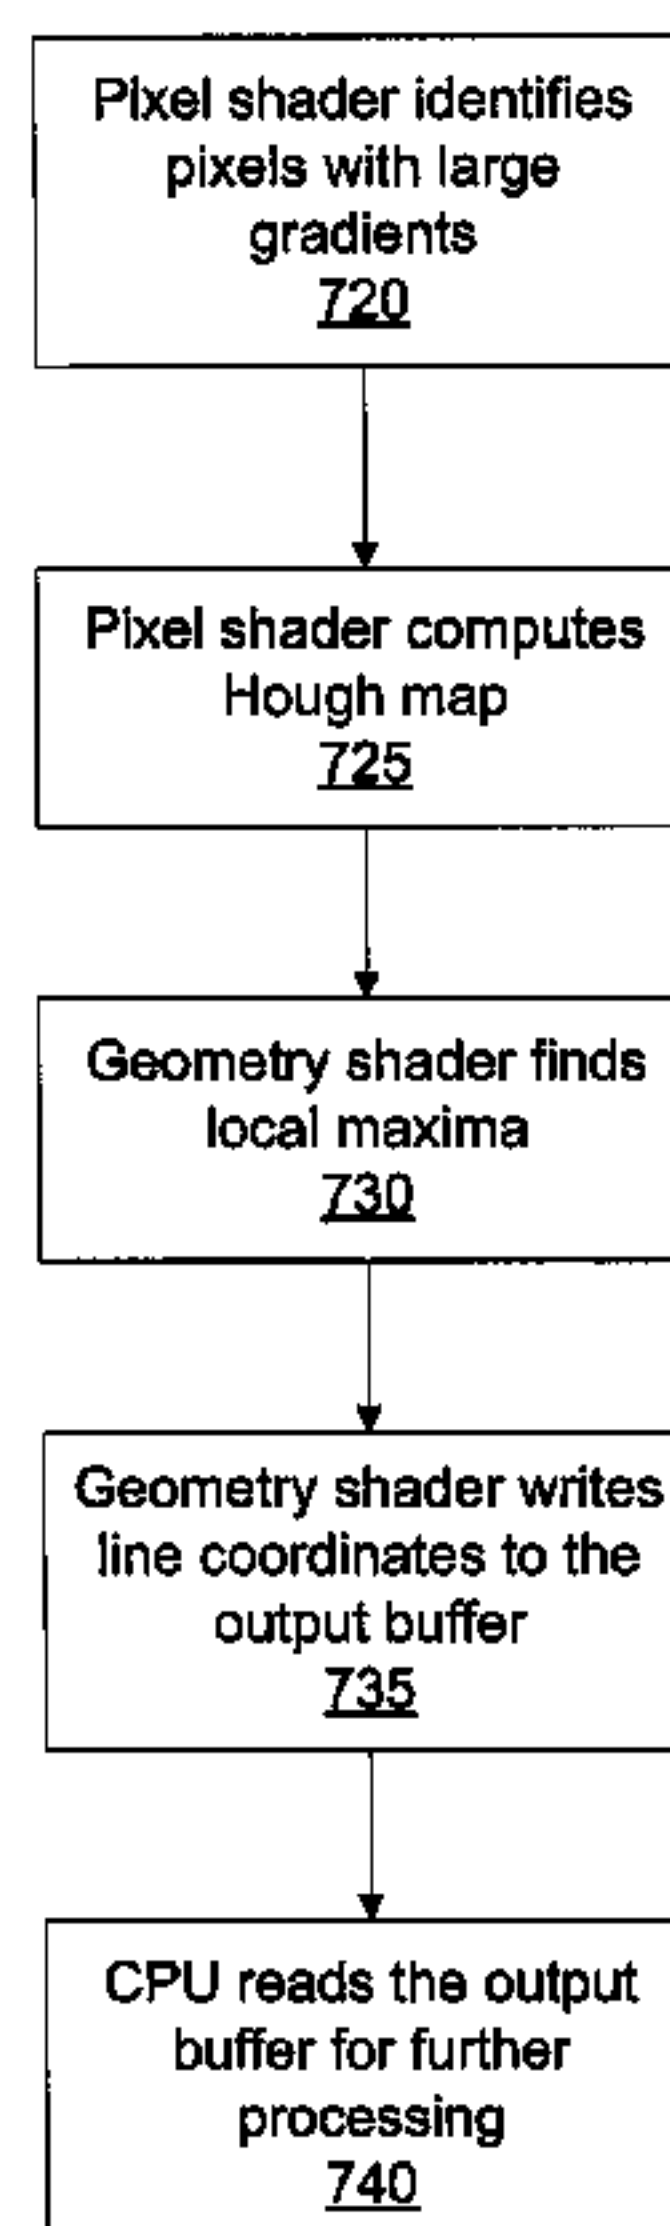 Pixel shader identifies
pixels with large
gradients
720
Pixel shader computes
Hough map
725
Geometry shader finds
local maxima
730
Geometry shader writes
line coordinates to the
output buffer
735
CPU reads the output
buffer for further
processing
740